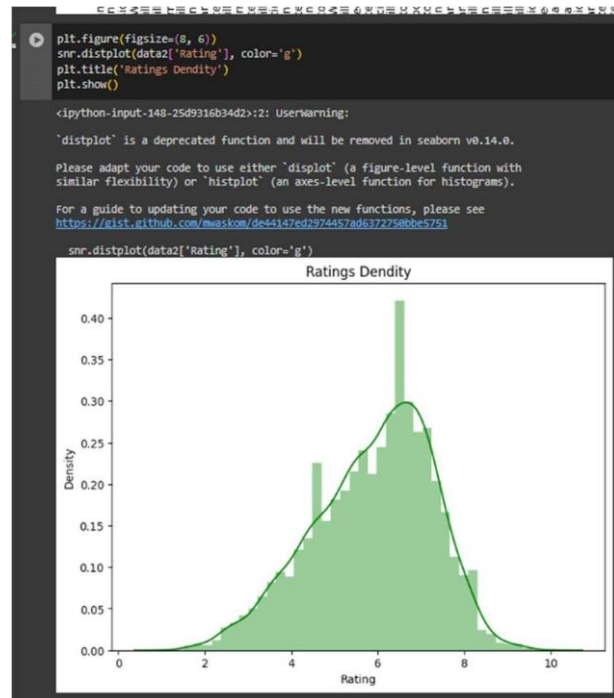 plt.figure(figsize=(8, 6))
snr.distplot(data2['Rating'], color='g')
plt.title('Ratings Dendity')
plt.show()
<ipython-input-148-25d9316b34d2>:2: UserWarning:
`distplot` is a deprecated function and will be removed in seaborn v0.14.0.
Please adapt your code to use either `displot` (a figure-level function with
similar flexibility) or `histplot` (an axes-level function for histograms).
For a guide to updating your code to use the new functions, please see
https://gist.github.com/mwaskom/de44147ed2974457ad6372750bbe5751
snr.distplot(data2['Rating'], color='g')
Ratings Dendity
0.40
0.35
0.30
0.25
0.20
0.15
0.10
0.05
0.00
Density
0 2 4 6 8 10
Rating